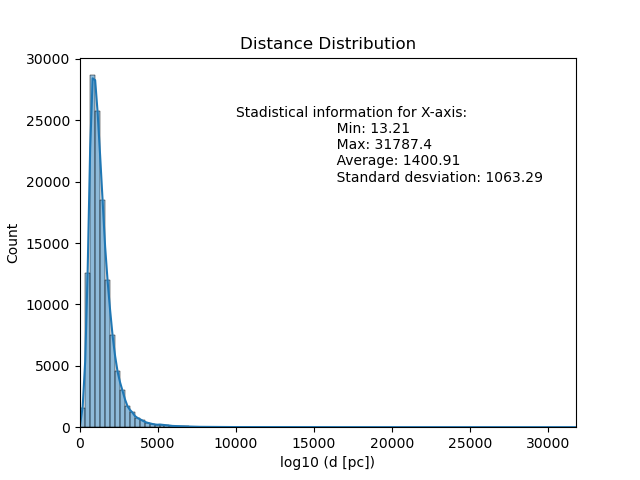 Distance Distribution
30000
25000
20000
15000
10000
5000
0
Count
Stadistical information for X-axis:
Min: 13.21
Max: 31787.4
Average: 1400.91
Standard desviation: 1063.29
0 5000 10000 15000 20000 25000 30000
log10 (d [pc])